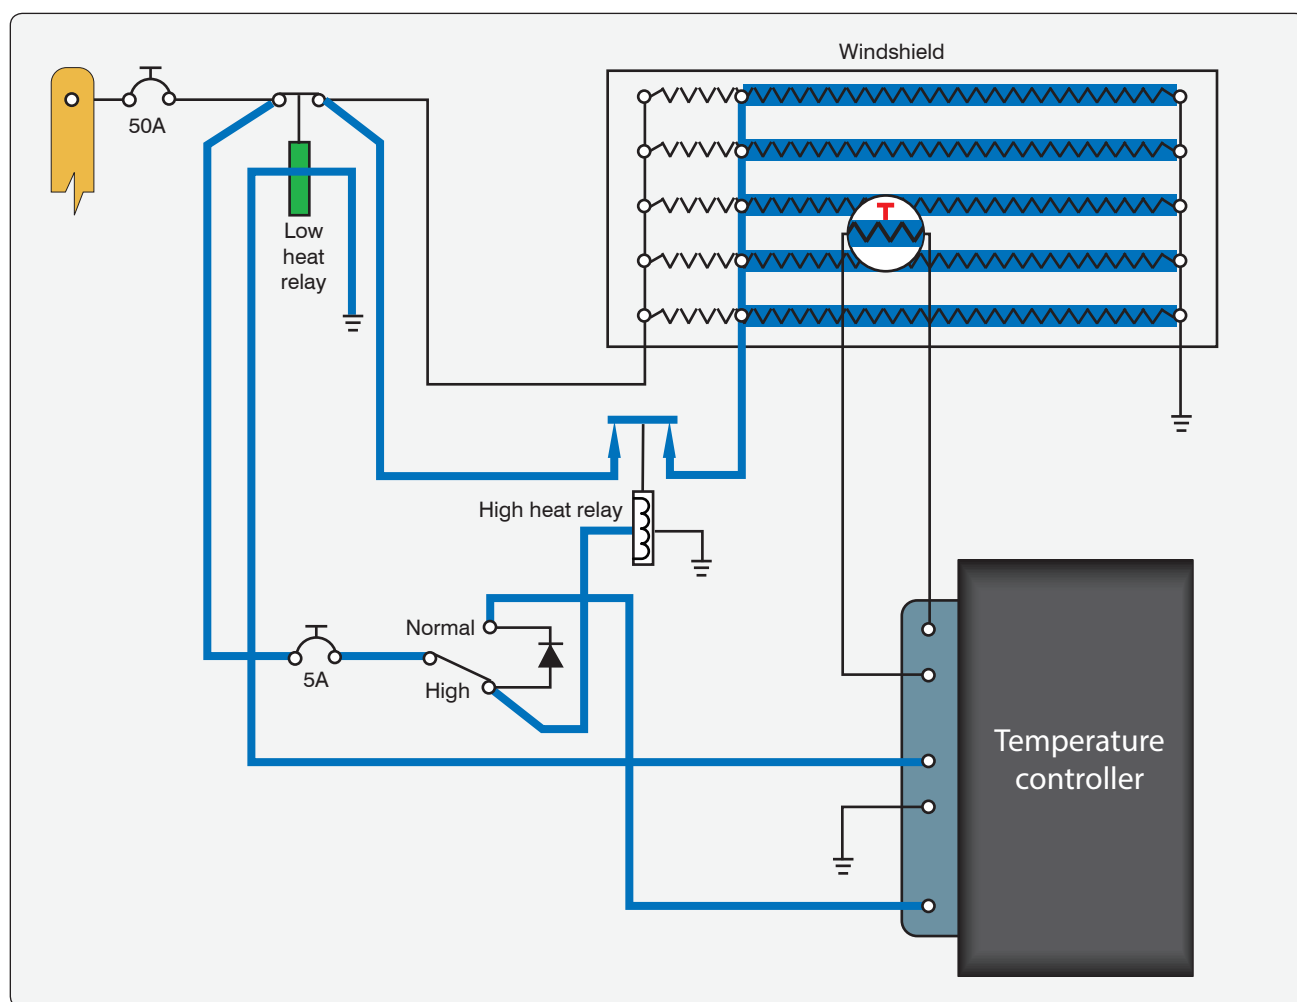 Windshield
50A
Low
heat
relay
T
High heat relay
Normal
5A
High
Temperature
controller